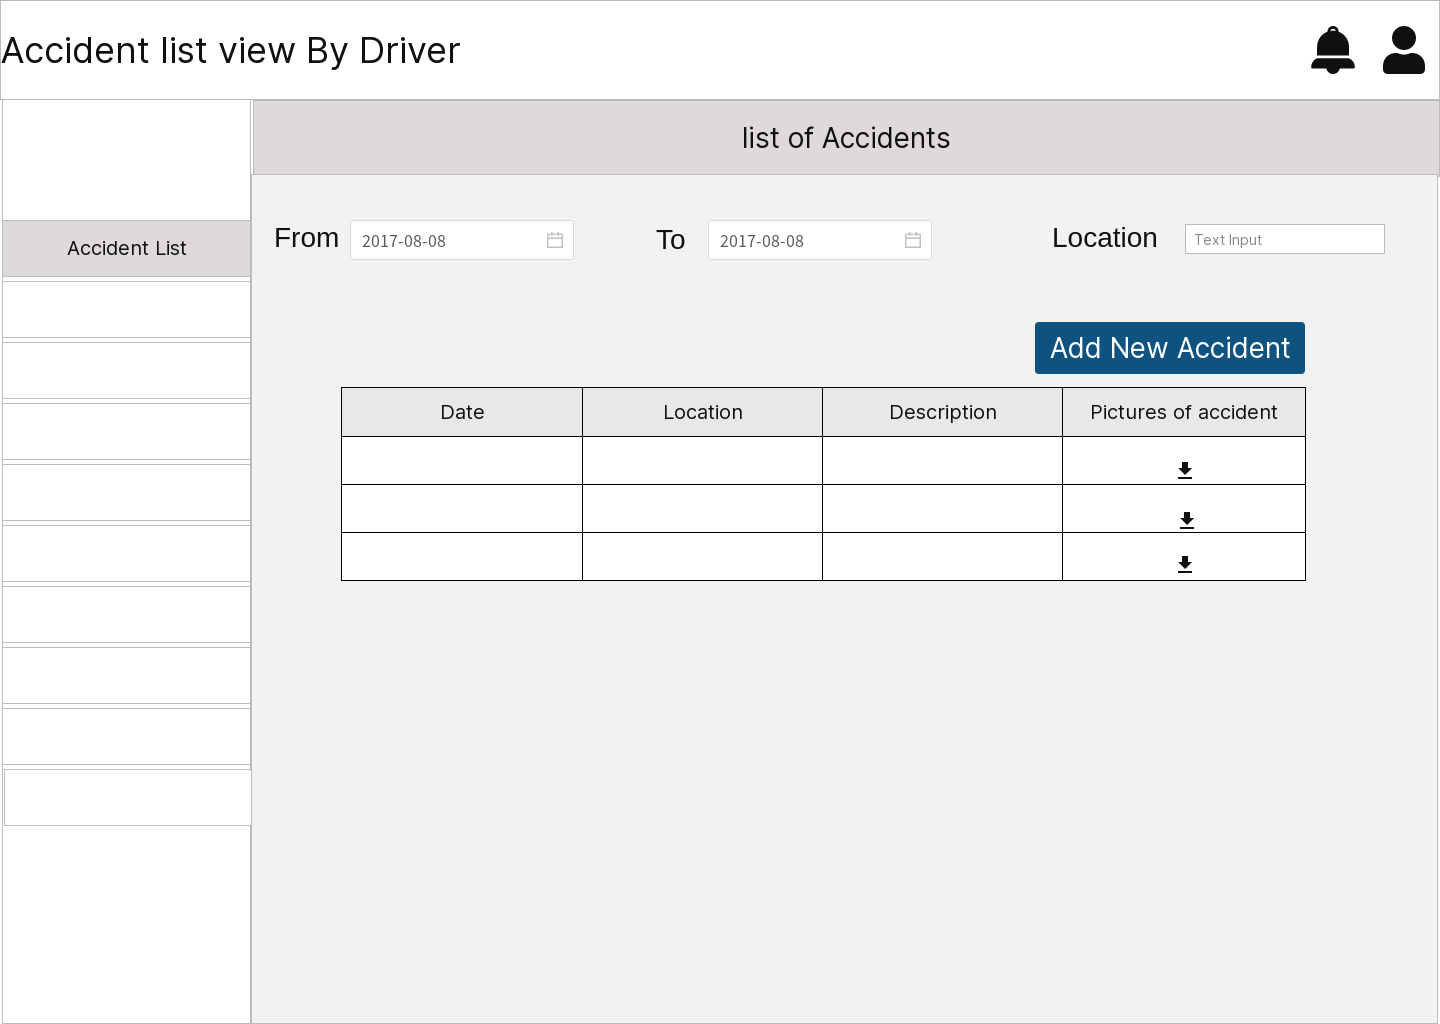 Accident list view By Driver
list of Accidents
Accident List
From 2017-08-08 To 2017-08-08 Location Text Input
Add New Accident
Date Location Description Pictures of accident